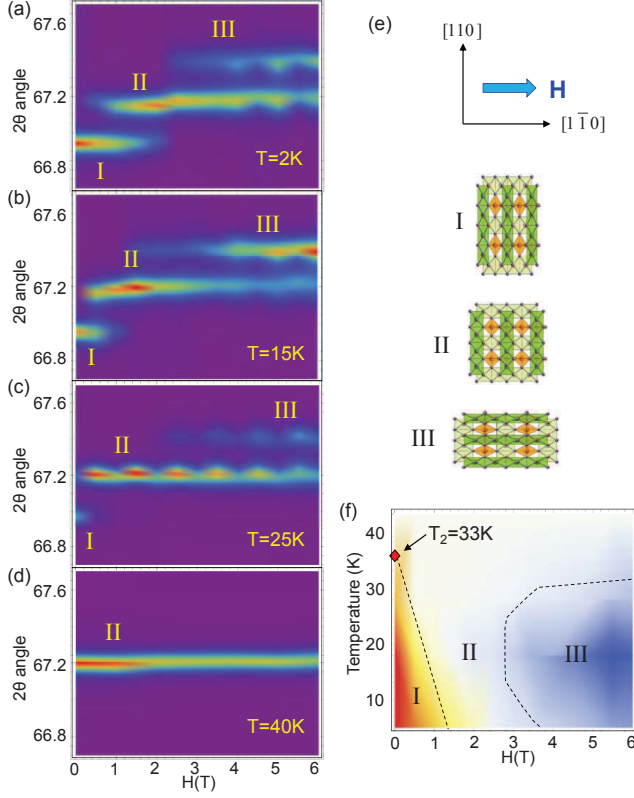 (a)
67.6
67.2
66.8
2θ angle
III
II
I
T=2K
(b)
67.6
67.2
66.8
2θ angle
III
II
I
T=15K
(c)
67.6
67.2
66.8
2θ angle
III
II
I
T=25K
(d)
67.6
67.2
66.8
2θ angle
II
T=40K
0 1 2 3 4 5 6
H(T)
(e)
[110]
H
[1 1̅0]
I
II
III
(f)
T₂=33K
40
30
20
10
Temperature (K)
I
II
III
0 1 2 3 4 5 6
H(T)